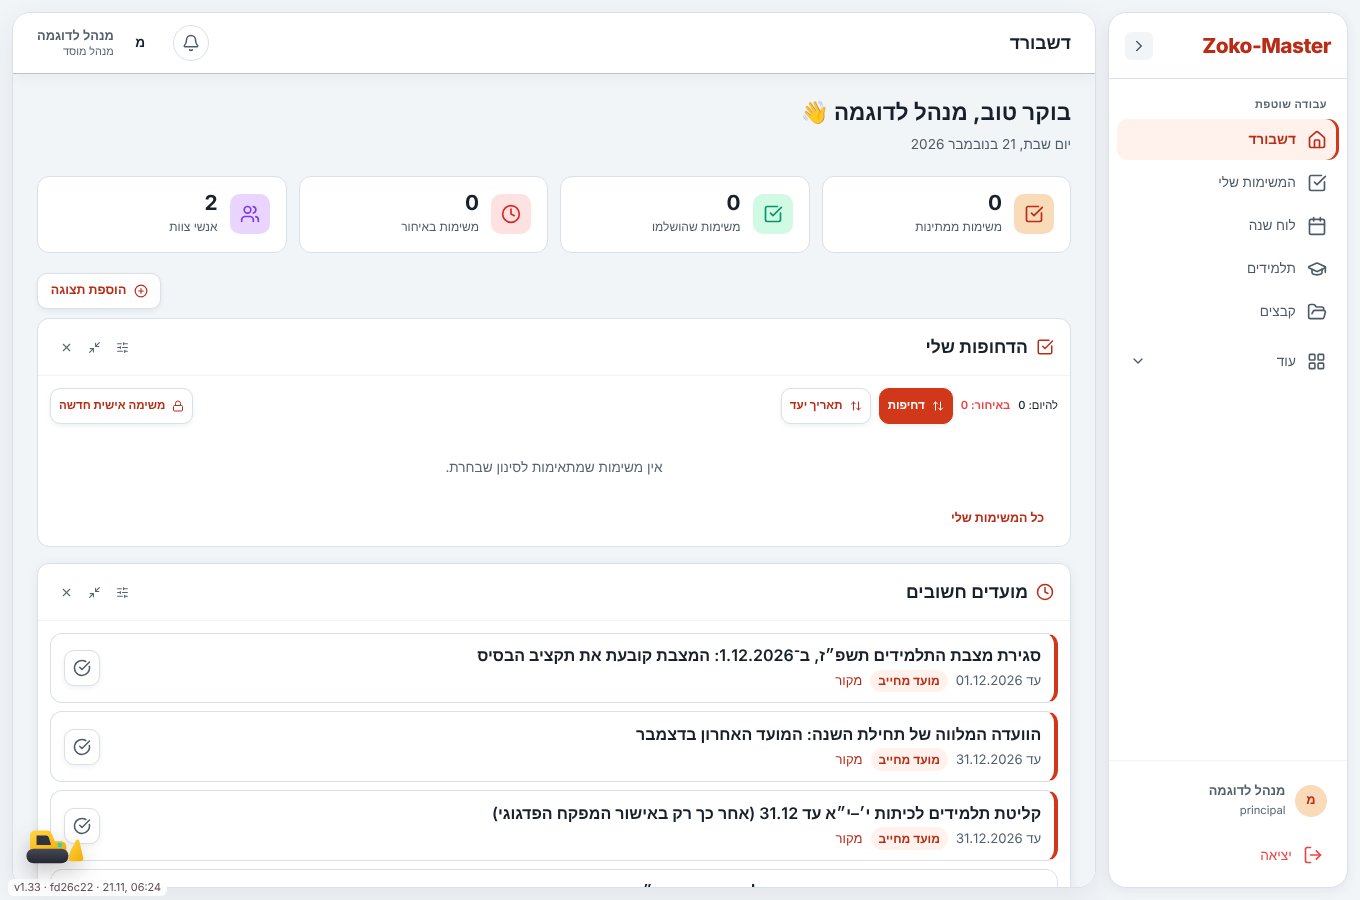 Zoko-Master
עבודה שוטפת
דשבורד
המשימות שלי
לוח שנה
תלמידים
קבצים
עוד
מ
מנהל לדוגמה
principal
יציאה
דשבורד
מ
מנהל לדוגמה
מנהל מוסד
בוקר טוב, מנהל לדוגמה 👋
יום שבת, 21 בנובמבר 2026
0
משימות ממתינות
0
משימות שהושלמו
0
משימות באיחור
2
אנשי צוות
הוספת תצוגה
הדחופות שלי
להיום: 0 באיחור: 0 דחיפות תאריך יעד משימה אישית חדשה
אין משימות שמתאימות לסינון שבחרת.
כל המשימות שלי
מועדים חשובים
סגירת מצבת התלמידים תשפ״ז, ב־1.12.2026: המצבת קובעת את תקציב הבסיס
עד 01.12.2026 מועד מחייב מקור
הוועדה המלווה של תחילת השנה: המועד האחרון בדצמבר
עד 31.12.2026 מועד מחייב מקור
קליטת תלמידים לכיתות י׳–י״א עד 31.12 (אחר כך רק באישור המפקח הפדגוגי)
עד 31.12.2026 מועד מחייב מקור
v1.33 · fd26c22 · 21.11, 06:24